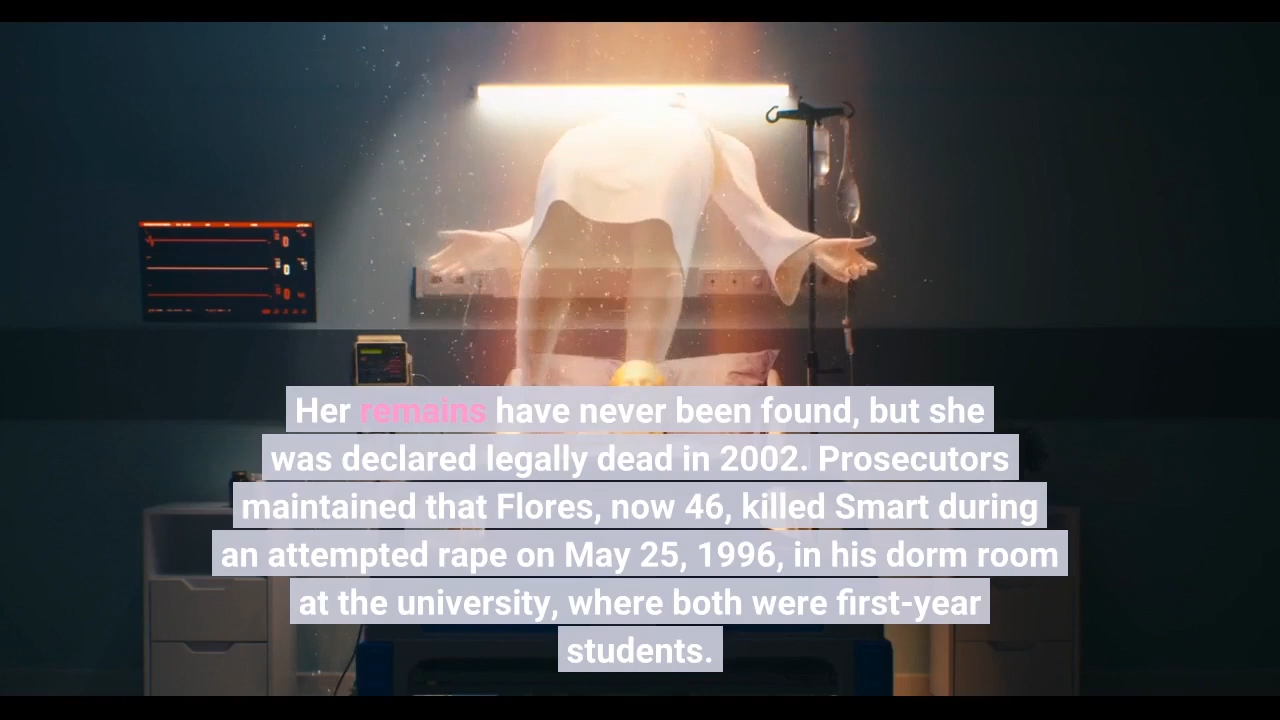 Her remains have never been found, but she
was declared legally dead in 2002. Prosecutors
maintained that Flores, now 46, killed Smart during
an attempted rape on May 25, 1996, in his dorm room
at the university, where both were first-year
students.